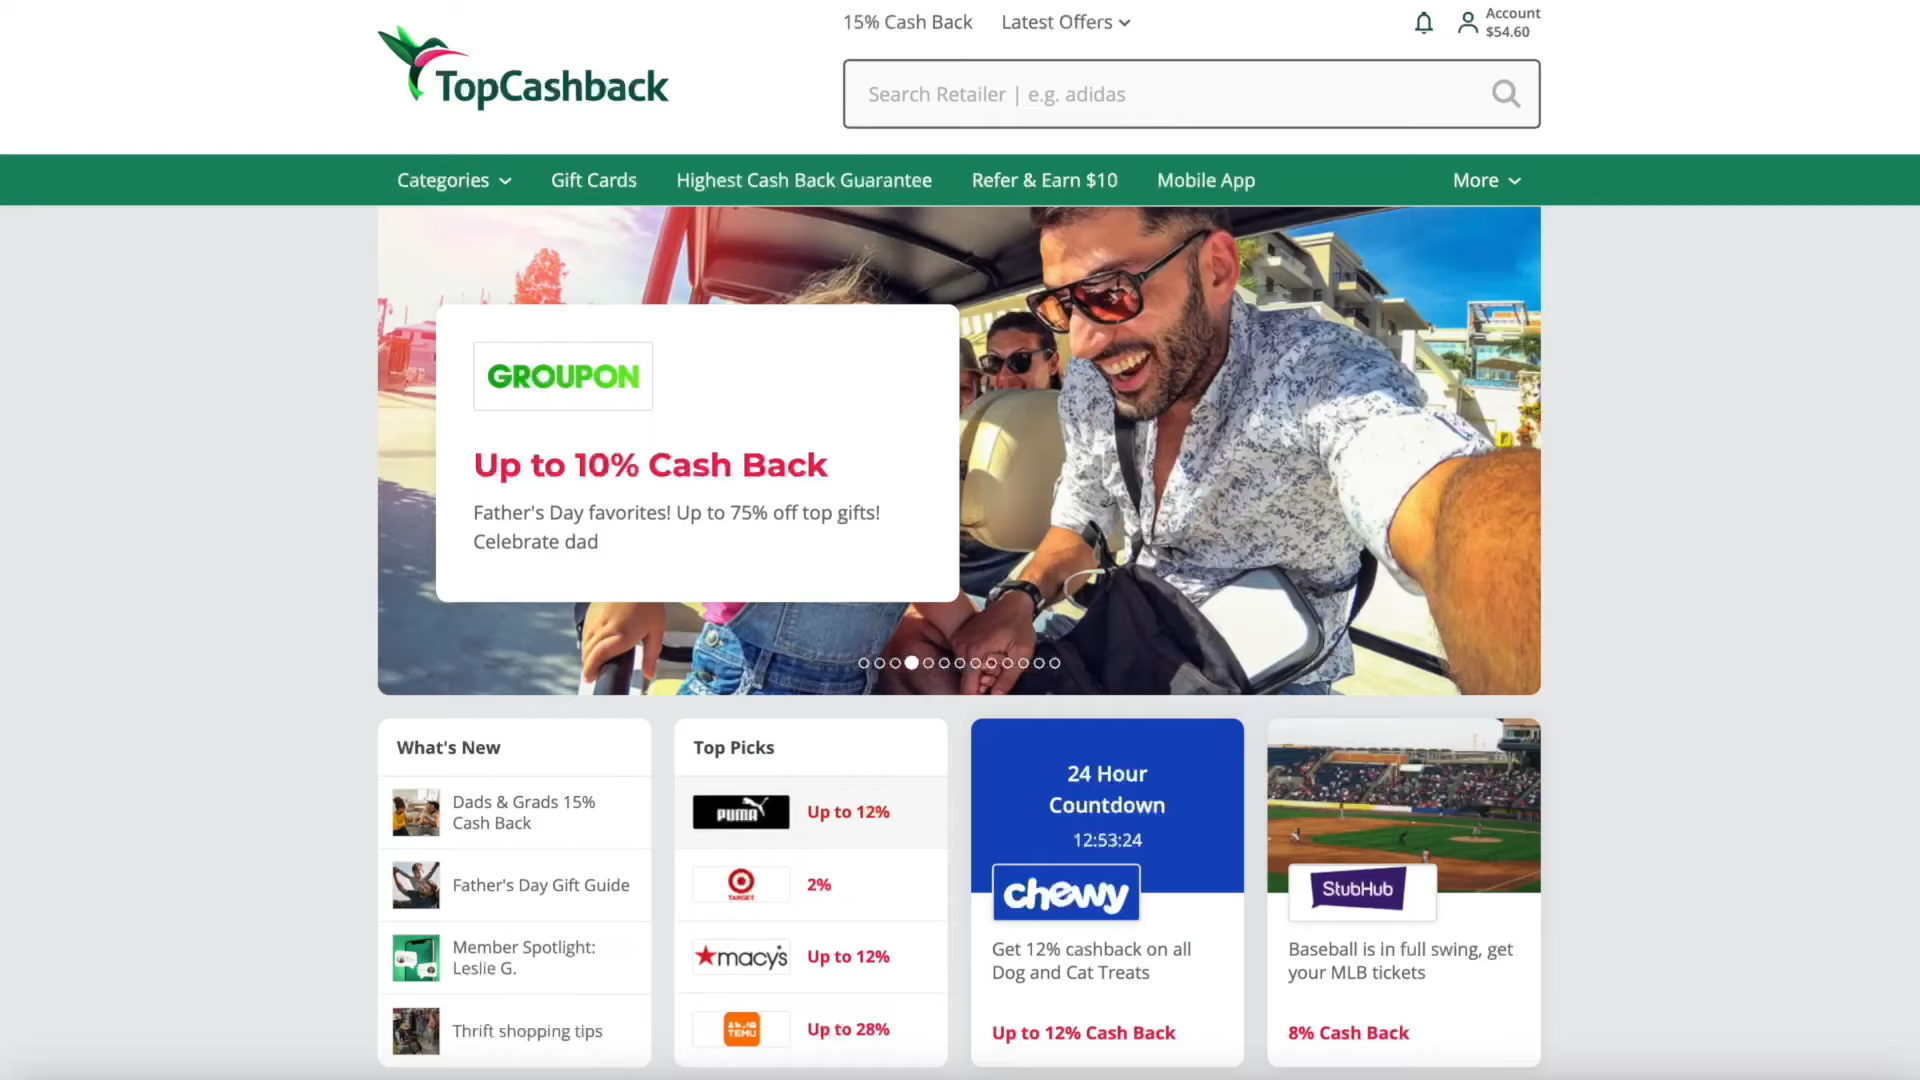 15% Cash Back
Latest Offers
Account
$54.60
TopCashback
Search Retailer | e.g. adidas
Categories
Gift Cards
Highest Cash Back Guarantee
Refer & Earn $10
Mobile App
More
GROUPON
Up to 10% Cash Back
Father's Day favorites! Up to 75% off top gifts!
Celebrate dad
What's New
Dads & Grads 15%
Cash Back
Father's Day Gift Guide
Member Spotlight:
Leslie G.
Thrift shopping tips
Top Picks
PUMA
Up to 12%
TARGET
2%
macy's
Up to 12%
TEMU
Up to 28%
24 Hour
Countdown
12:53:24
chewy
Get 12% cashback on all
Dog and Cat Treats
Up to 12% Cash Back
StubHub
Baseball is in full swing, get
your MLB tickets
8% Cash Back